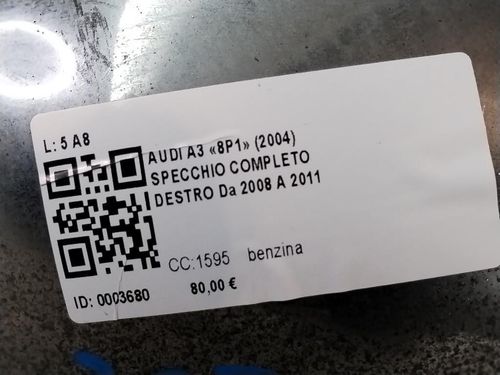 L: 5 A8
AUDI A3 «8P1» (2004)
SPECCHIO COMPLETO
DESTRO Da 2008 A 2011
CC:1595 benzina
ID: 0003680 80,00 €